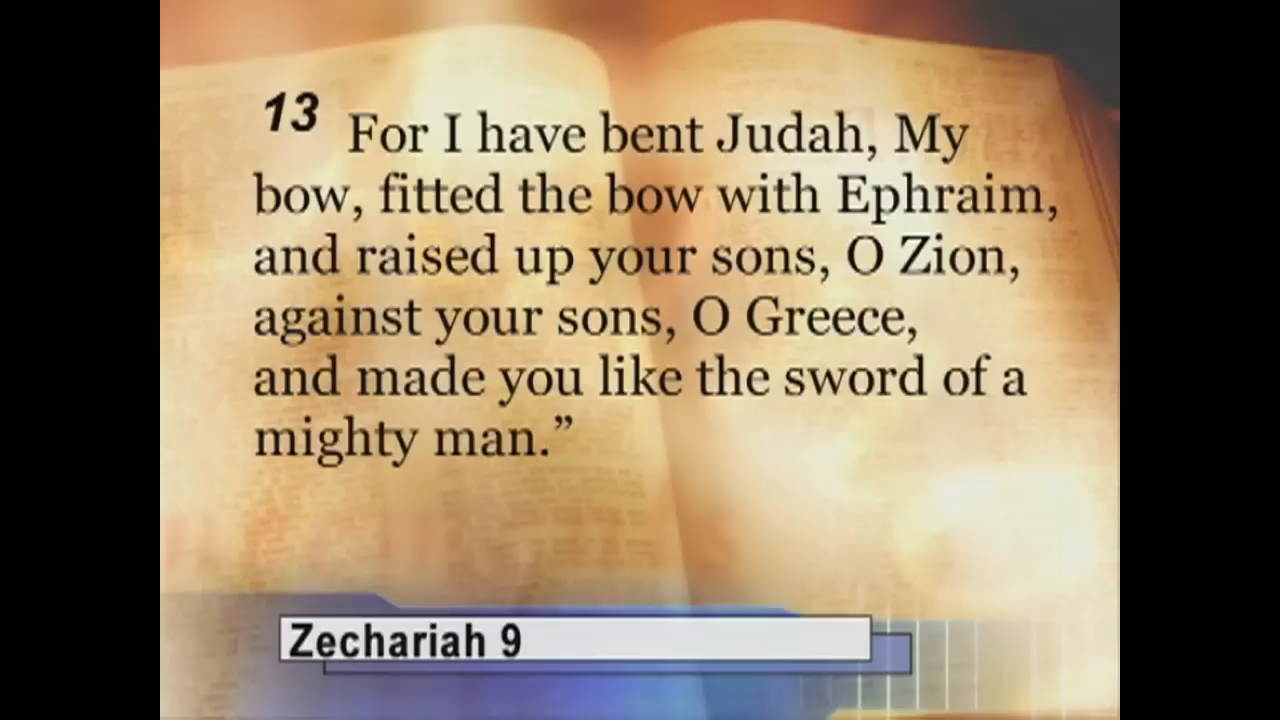 13 For I have bent Judah, My
bow, fitted the bow with Ephraim,
and raised up your sons, O Zion,
against your sons, O Greece,
and made you like the sword of a
mighty man.”
Zechariah 9